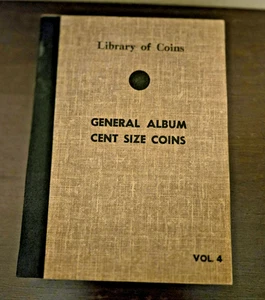 Library of Coins
GENERAL ALBUM
CENT SIZE COINS
VOL 4